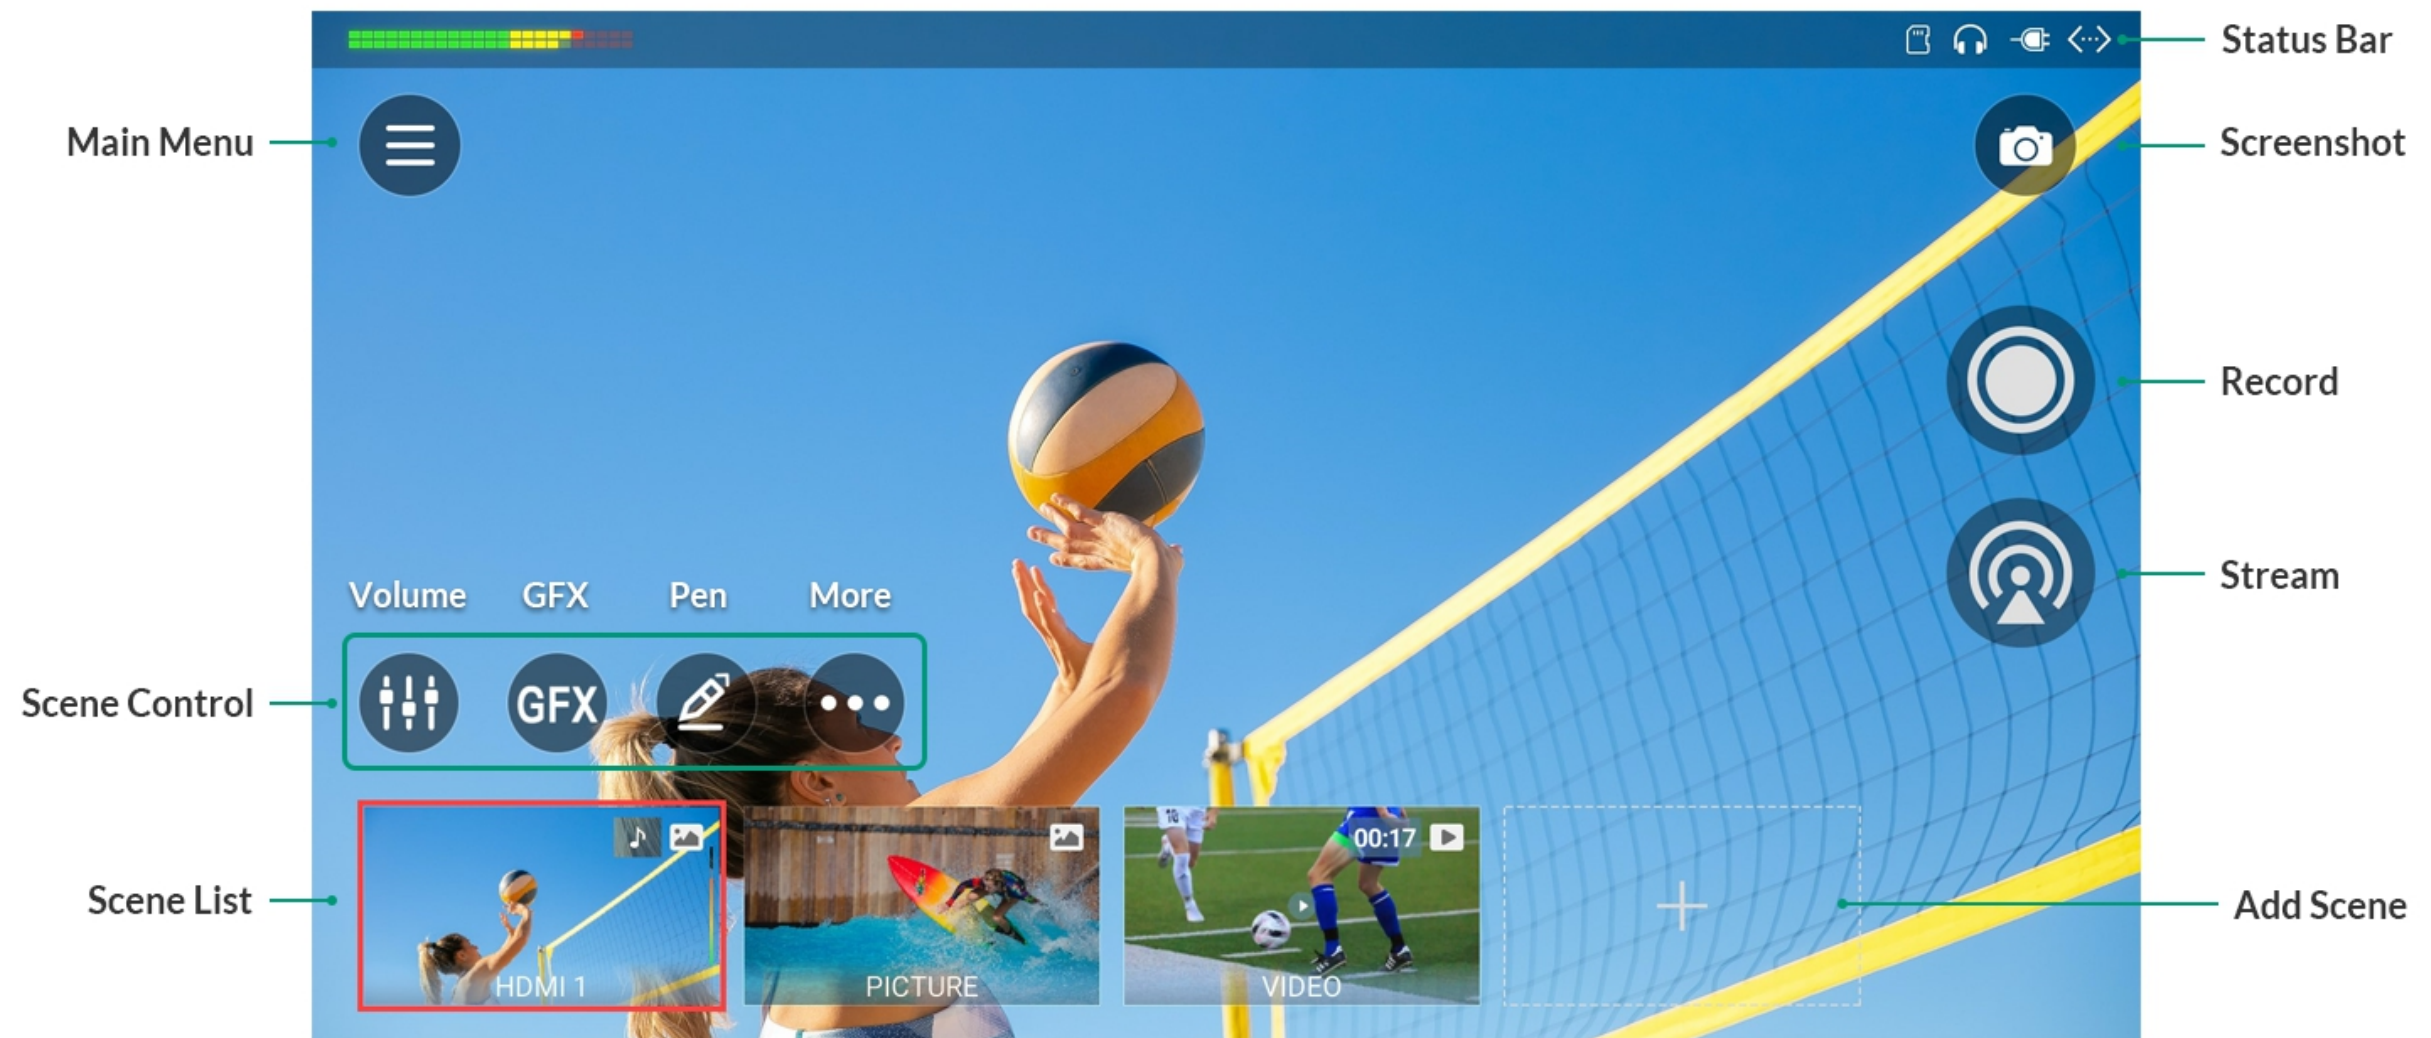 Status Bar
Main Menu
Screenshot
Record
Stream
Volume GFX Pen More
Scene Control
GFX
Scene List
10
00:17
Add Scene
HDMI 1
PICTURE
VIDEO